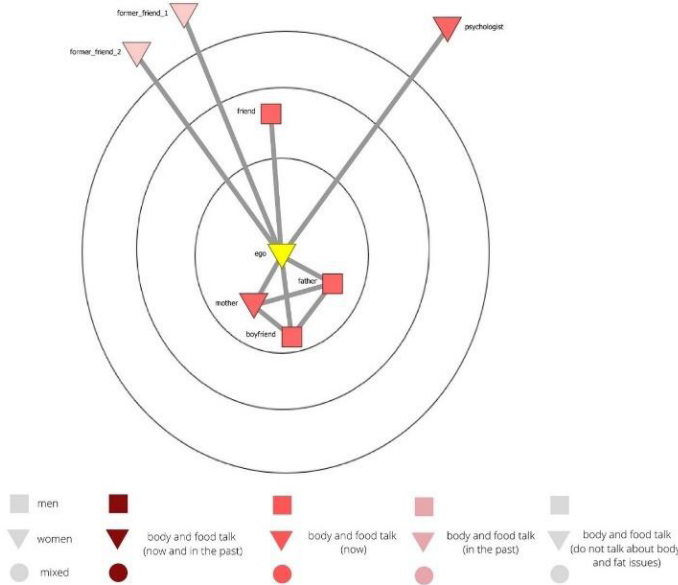 former_friend_1
psychologist
former_friend_2
friend
ego
father
mother
boyfriend
men
women
mixed
body and food talk
(now and in the past)
body and food talk
(now)
body and food talk
(in the past)
body and food talk
(do not talk about body
and fat issues)